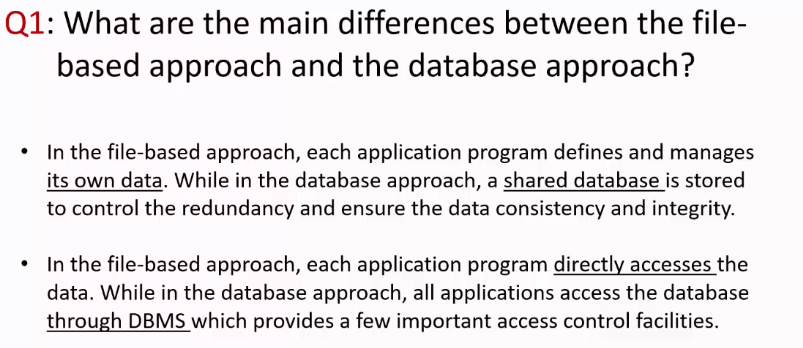 Q1: What are the main differences between the file-
based approach and the database approach?
• In the file-based approach, each application program defines and manages
its own data. While in the database approach, a shared database is stored
to control the redundancy and ensure the data consistency and integrity.
• In the file-based approach, each application program directly accesses the
data. While in the database approach, all applications access the database
through DBMS which provides a few important access control facilities.